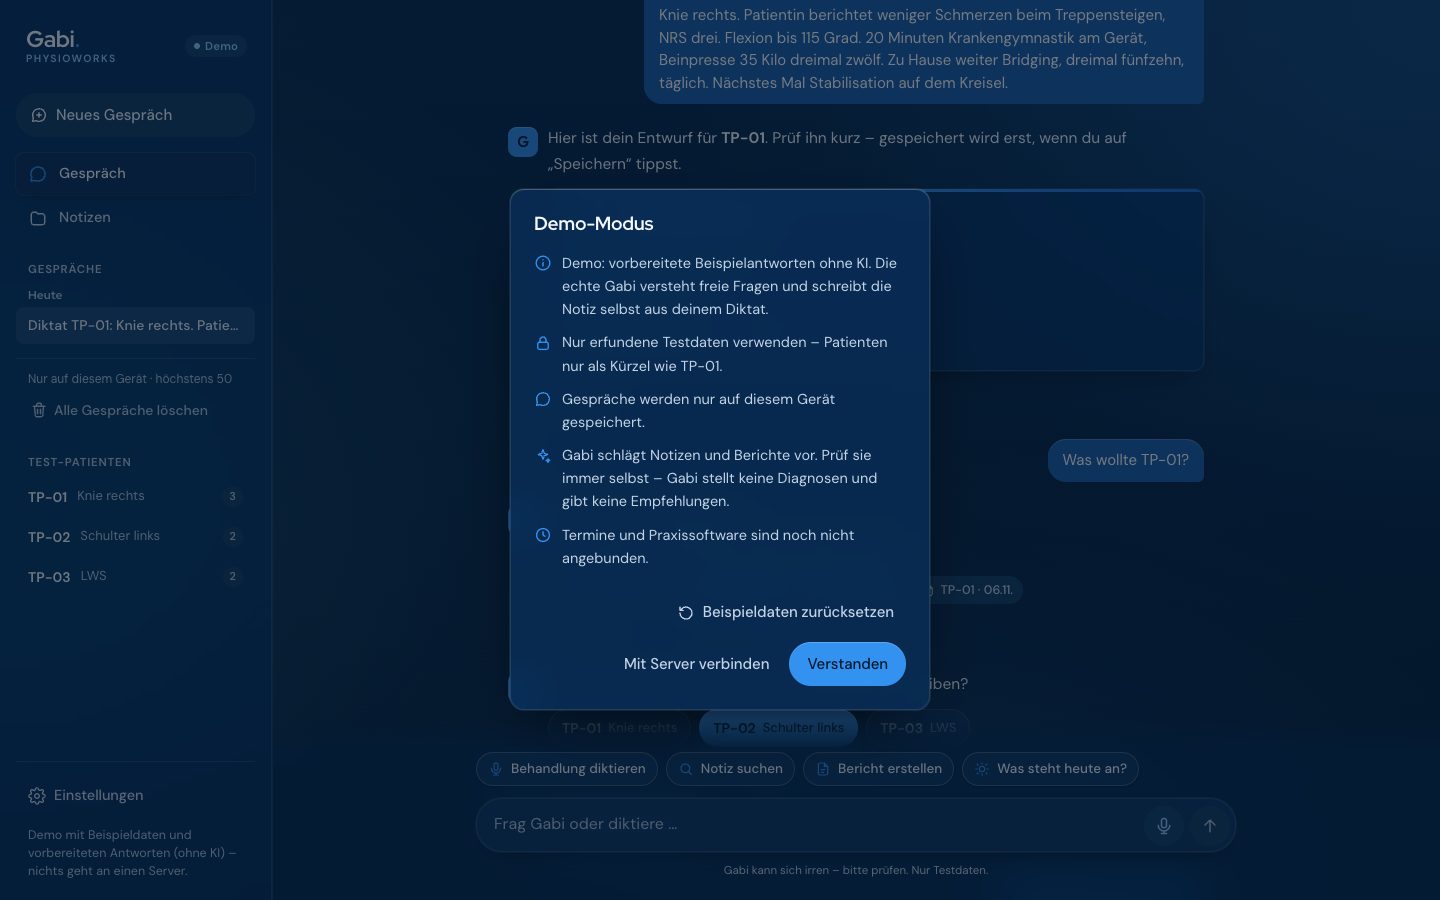 Gabi.
PHYSIOWORKS
Demo
Neues Gespräch
Gespräch
Notizen
GESPRÄCHE
Heute
Diktat TP-01: Knie rechts. Patie...
Nur auf diesem Gerät · höchstens 50
Alle Gespräche löschen
TEST-PATIENTEN
TP-01 Knie rechts 3
TP-02 Schulter links 2
TP-03 LWS 2
Einstellungen
Demo mit Beispieldaten und
vorbereiteten Antworten (ohne KI) –
nichts geht an einen Server.
Knie rechts. Patientin berichtet weniger Schmerzen beim Treppensteigen,
NRS drei. Flexion bis 115 Grad. 20 Minuten Krankengymnastik am Gerät,
Beinpresse 35 Kilo dreimal zwölf. Zu Hause weiter Bridging, dreimal fünfzehn,
täglich. Nächstes Mal Stabilisation auf dem Kreisel.
G
Hier ist dein Entwurf für TP-01. Prüf ihn kurz – gespeichert wird erst, wenn du auf
„Speichern“ tippst.
Demo-Modus
Demo: vorbereitete Beispielantworten ohne KI. Die
echte Gabi versteht freie Fragen und schreibt die
Notiz selbst aus deinem Diktat.
Nur erfundene Testdaten verwenden – Patienten
nur als Kürzel wie TP-01.
Gespräche werden nur auf diesem Gerät
gespeichert.
Gabi schlägt Notizen und Berichte vor. Prüf sie
immer selbst – Gabi stellt keine Diagnosen und
gibt keine Empfehlungen.
Termine und Praxissoftware sind noch nicht
angebunden.
Beispieldaten zurücksetzen
Mit Server verbinden
Verstanden
Was wollte TP-01?
TP-01 · 06.11.
iben?
TP-01 Knie rechts
TP-02 Schulter links
TP-03 LWS
Behandlung diktieren
Notiz suchen
Bericht erstellen
Was steht heute an?
Frag Gabi oder diktiere ...
Gabi kann sich irren – bitte prüfen. Nur Testdaten.